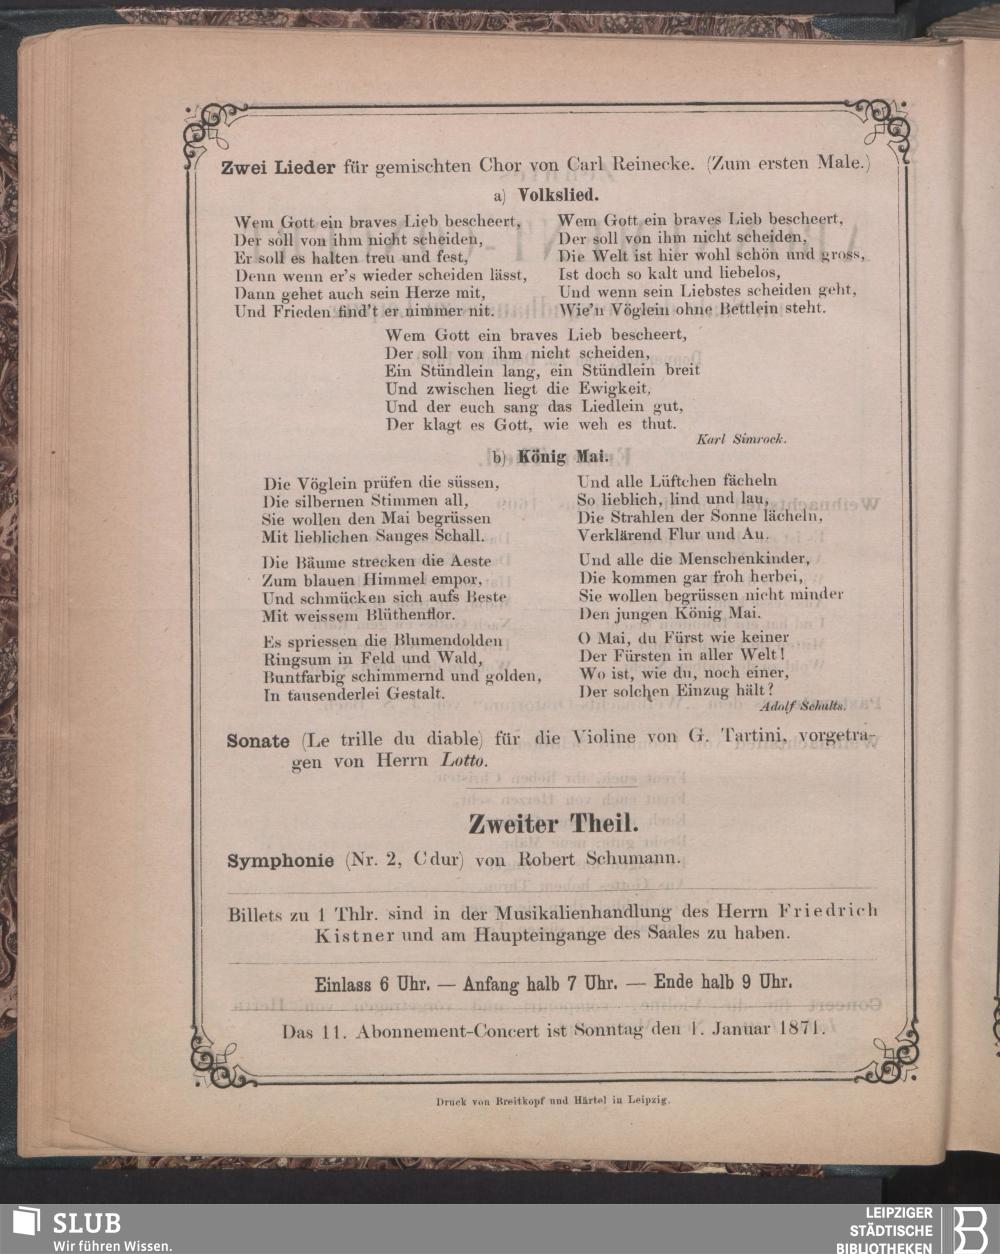 Zwei Lieder für gemischten Chor von Carl Reinecke. (Zum ersten Male.)
a) Volkslied.
Wem Gott ein braves Lieb bescheert,
Der soll von ihm nicht scheiden,
Er soll es halten treu und fest,
Denn wenn er's wieder scheiden lässt,
Dann gehet auch sein Herze mit,
Und Frieden find't er nimmer nit.
Wem Gott ein braves Lieb bescheert,
Der soll von ihm nicht scheiden,
Die Welt ist hier wohl schön und gross,
Ist doch so kalt und liebelos,
Und wenn sein Liebstes scheiden geht,
Wie'n Vöglein ohne Bettlein steht.
Wem Gott ein braves Lieb bescheert,
Der soll von ihm nicht scheiden,
Ein Stündlein lang, ein Stündlein breit
Und zwischen liegt die Ewigkeit,
Und der euch sang das Liedlein gut,
Der klagt es Gott, wie weh es thut.
Karl Simrock.
b) König Mai.
Die Vöglein prüfen die süssen,
Die silbernen Stimmen all,
Sie wollen den Mai begrüssen
Mit lieblichen Sanges Schall.
Die Bäume strecken die Aeste
Zum blauen Himmel empor,
Und schmücken sich aufs Beste
Mit weissem Blüthenflor.
Es spriessen die Blumendolden
Ringsum in Feld und Wald,
Buntfarbig schimmernd und golden,
In tausenderlei Gestalt.
Und alle Lüftchen fächeln
So lieblich, lind und lau,
Die Strahlen der Sonne lächeln,
Verklärend Flur und Au.
Und alle die Menschenkinder,
Die kommen gar froh herbei,
Sie wollen begrüssen nicht minder
Den jungen König Mai.
O Mai, du Fürst wie keiner
Der Fürsten in aller Welt!
Wo ist, wie du, noch einer,
Der solchen Einzug hält?
Adolf Schults.
Sonate (Le trille du diable) für die Violine von G. Tartini, vorgetra-
gen von Herrn Lotto.
Zweiter Theil.
Symphonie (Nr. 2, Cdur) von Robert Schumann.
Billets zu 1 Thlr. sind in der Musikalienhandlung des Herrn Friedrich
Kistner und am Haupteingange des Saales zu haben.
Einlass 6 Uhr. — Anfang halb 7 Uhr. — Ende halb 9 Uhr.
Das 11. Abonnement-Concert ist Sonntag den 1. Januar 1871.
Druck von Breitkopf und Härtel in Leipzig.
SLUB
Wir führen Wissen.
LEIPZIGER
STÄDTISCHE
BIBLIOTHEKEN